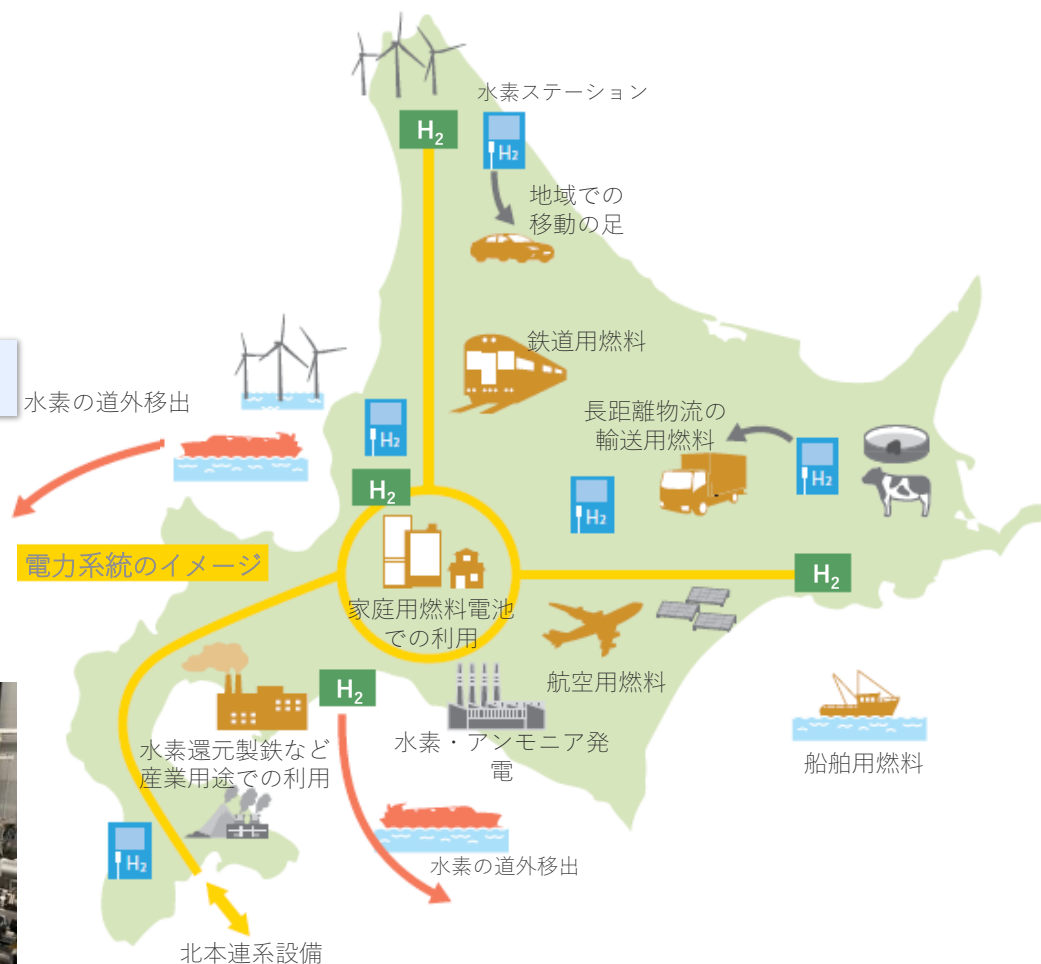 水素ステーション
H₂
H₂
地域での
移動の足
鉄道用燃料
水素の道外移出
長距離物流の
輸送用燃料
H₂
H₂
H₂
H₂
電力系統のイメージ
H₂
家庭用燃料電池
での利用
航空用燃料
H₂
水素・アンモニア発
電
水素還元製鉄など
産業用途での利用
船舶用燃料
H₂
水素の道外移出
北本連系設備